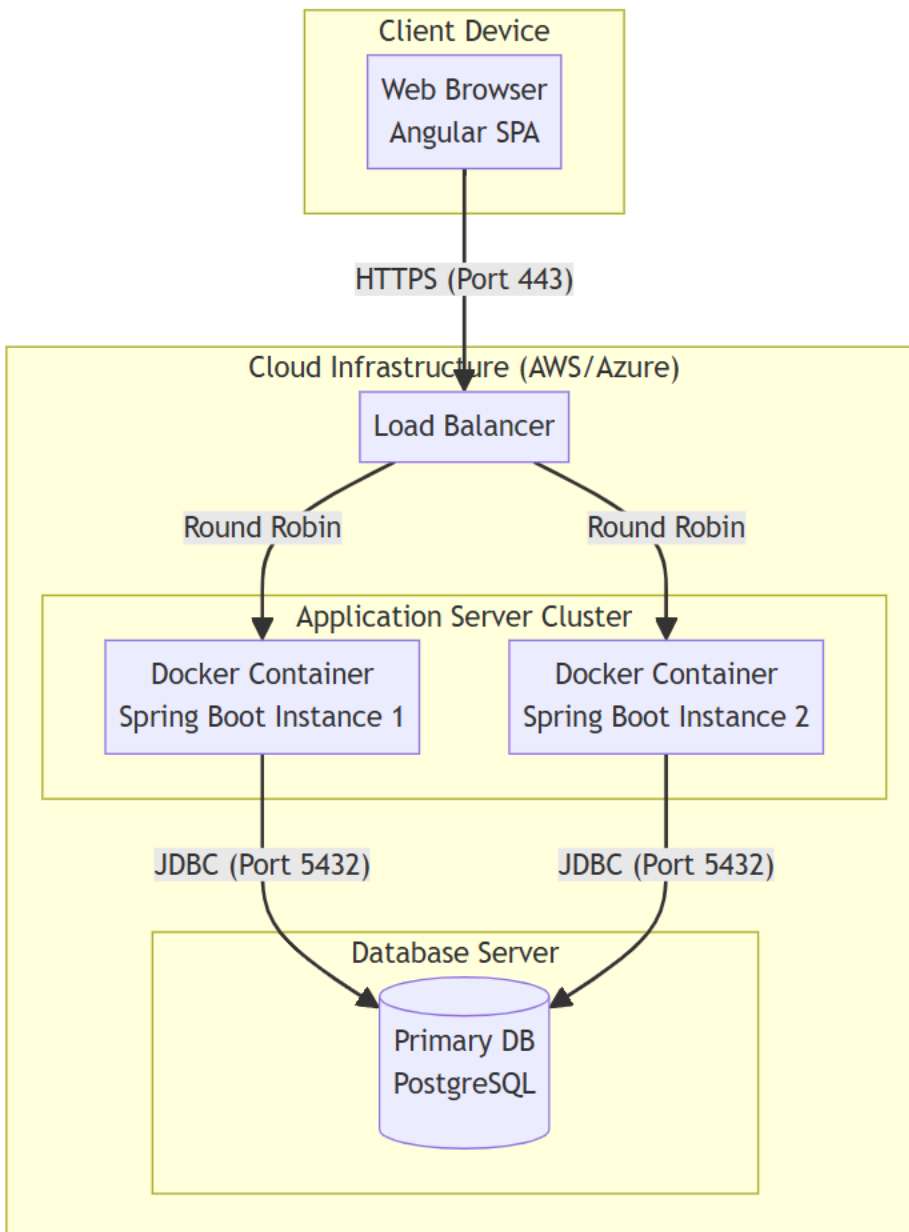 Client Device
Web Browser
Angular SPA
HTTPS (Port 443)
Cloud Infrastructure (AWS/Azure)
Load Balancer
Round Robin
Round Robin
Application Server Cluster
Docker Container
Spring Boot Instance 1
Docker Container
Spring Boot Instance 2
JDBC (Port 5432)
JDBC (Port 5432)
Database Server
Primary DB
PostgreSQL